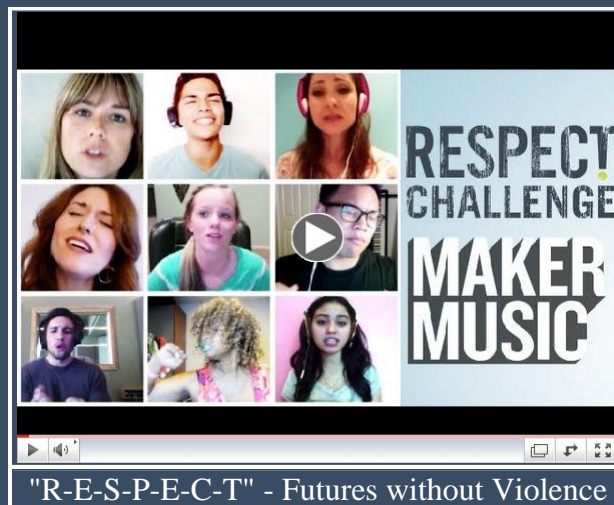 RESPECT!
CHALLENGE
MAKER
MUSIC
"R-E-S-P-E-C-T" - Futures without Violence